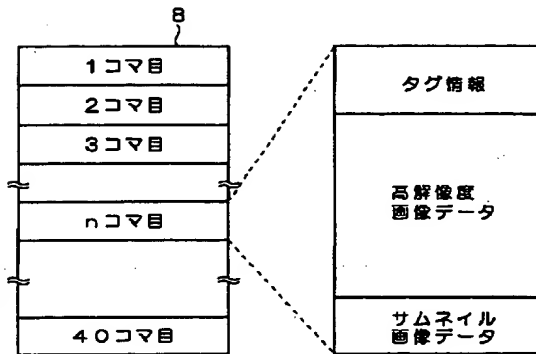 8
1コマ目
2コマ目
3コマ目
nコマ目
40コマ目
タグ情報
高解像度
画像データ
サムネイル
画像データ